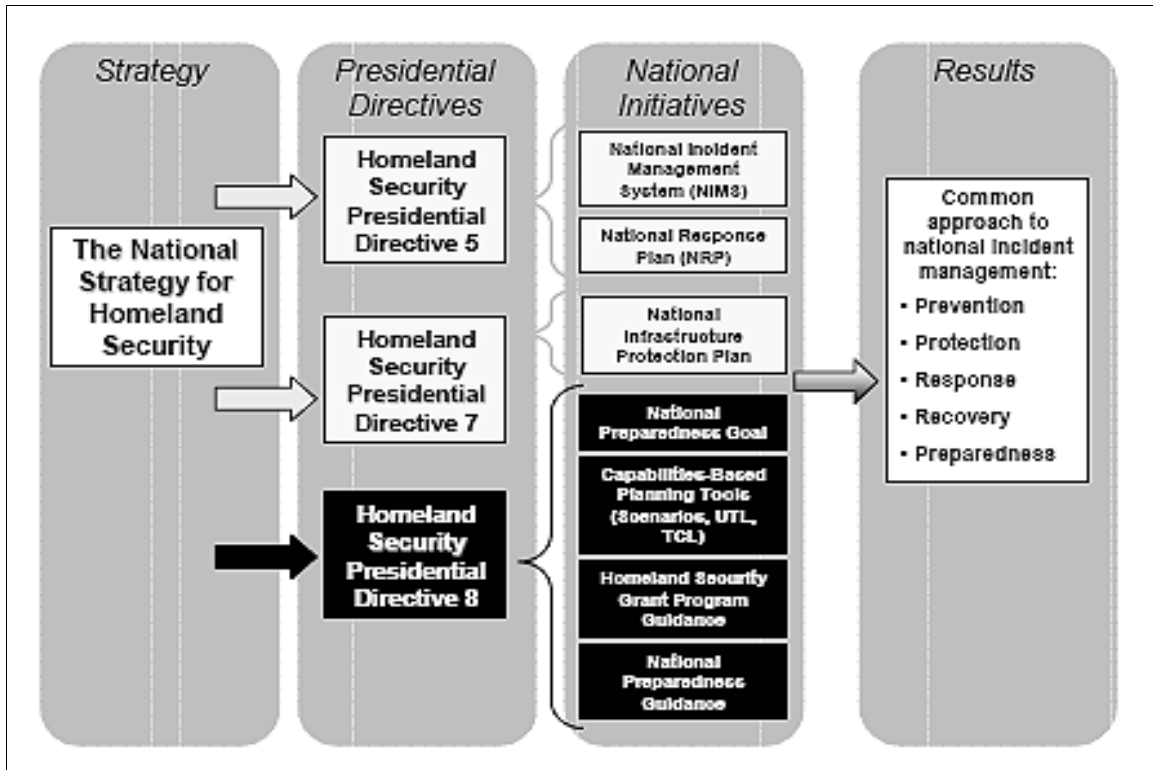 Strategy
The National
Strategy for
Homeland
Security
Presidential
Directives
Homeland
Security
Presidential
Directive 5
Homeland
Security
Presidential
Directive 7
Homeland
Security
Presidential
Directive 8
National
Initiatives
National Incident
Management
System (NIMS)
National Response
Plan (NRP)
National
Infrastructure
Protection Plan
National
Preparedness Goal
Capabilities-Based
Planning Tools
(Scenarios, UTL,
TCL)
Homeland Security
Grant Program
Guidance
National
Preparedness
Guidance
Results
Common
approach to
national incident
management:
▪ Prevention
▪ Protection
▪ Response
▪ Recovery
▪ Preparedness